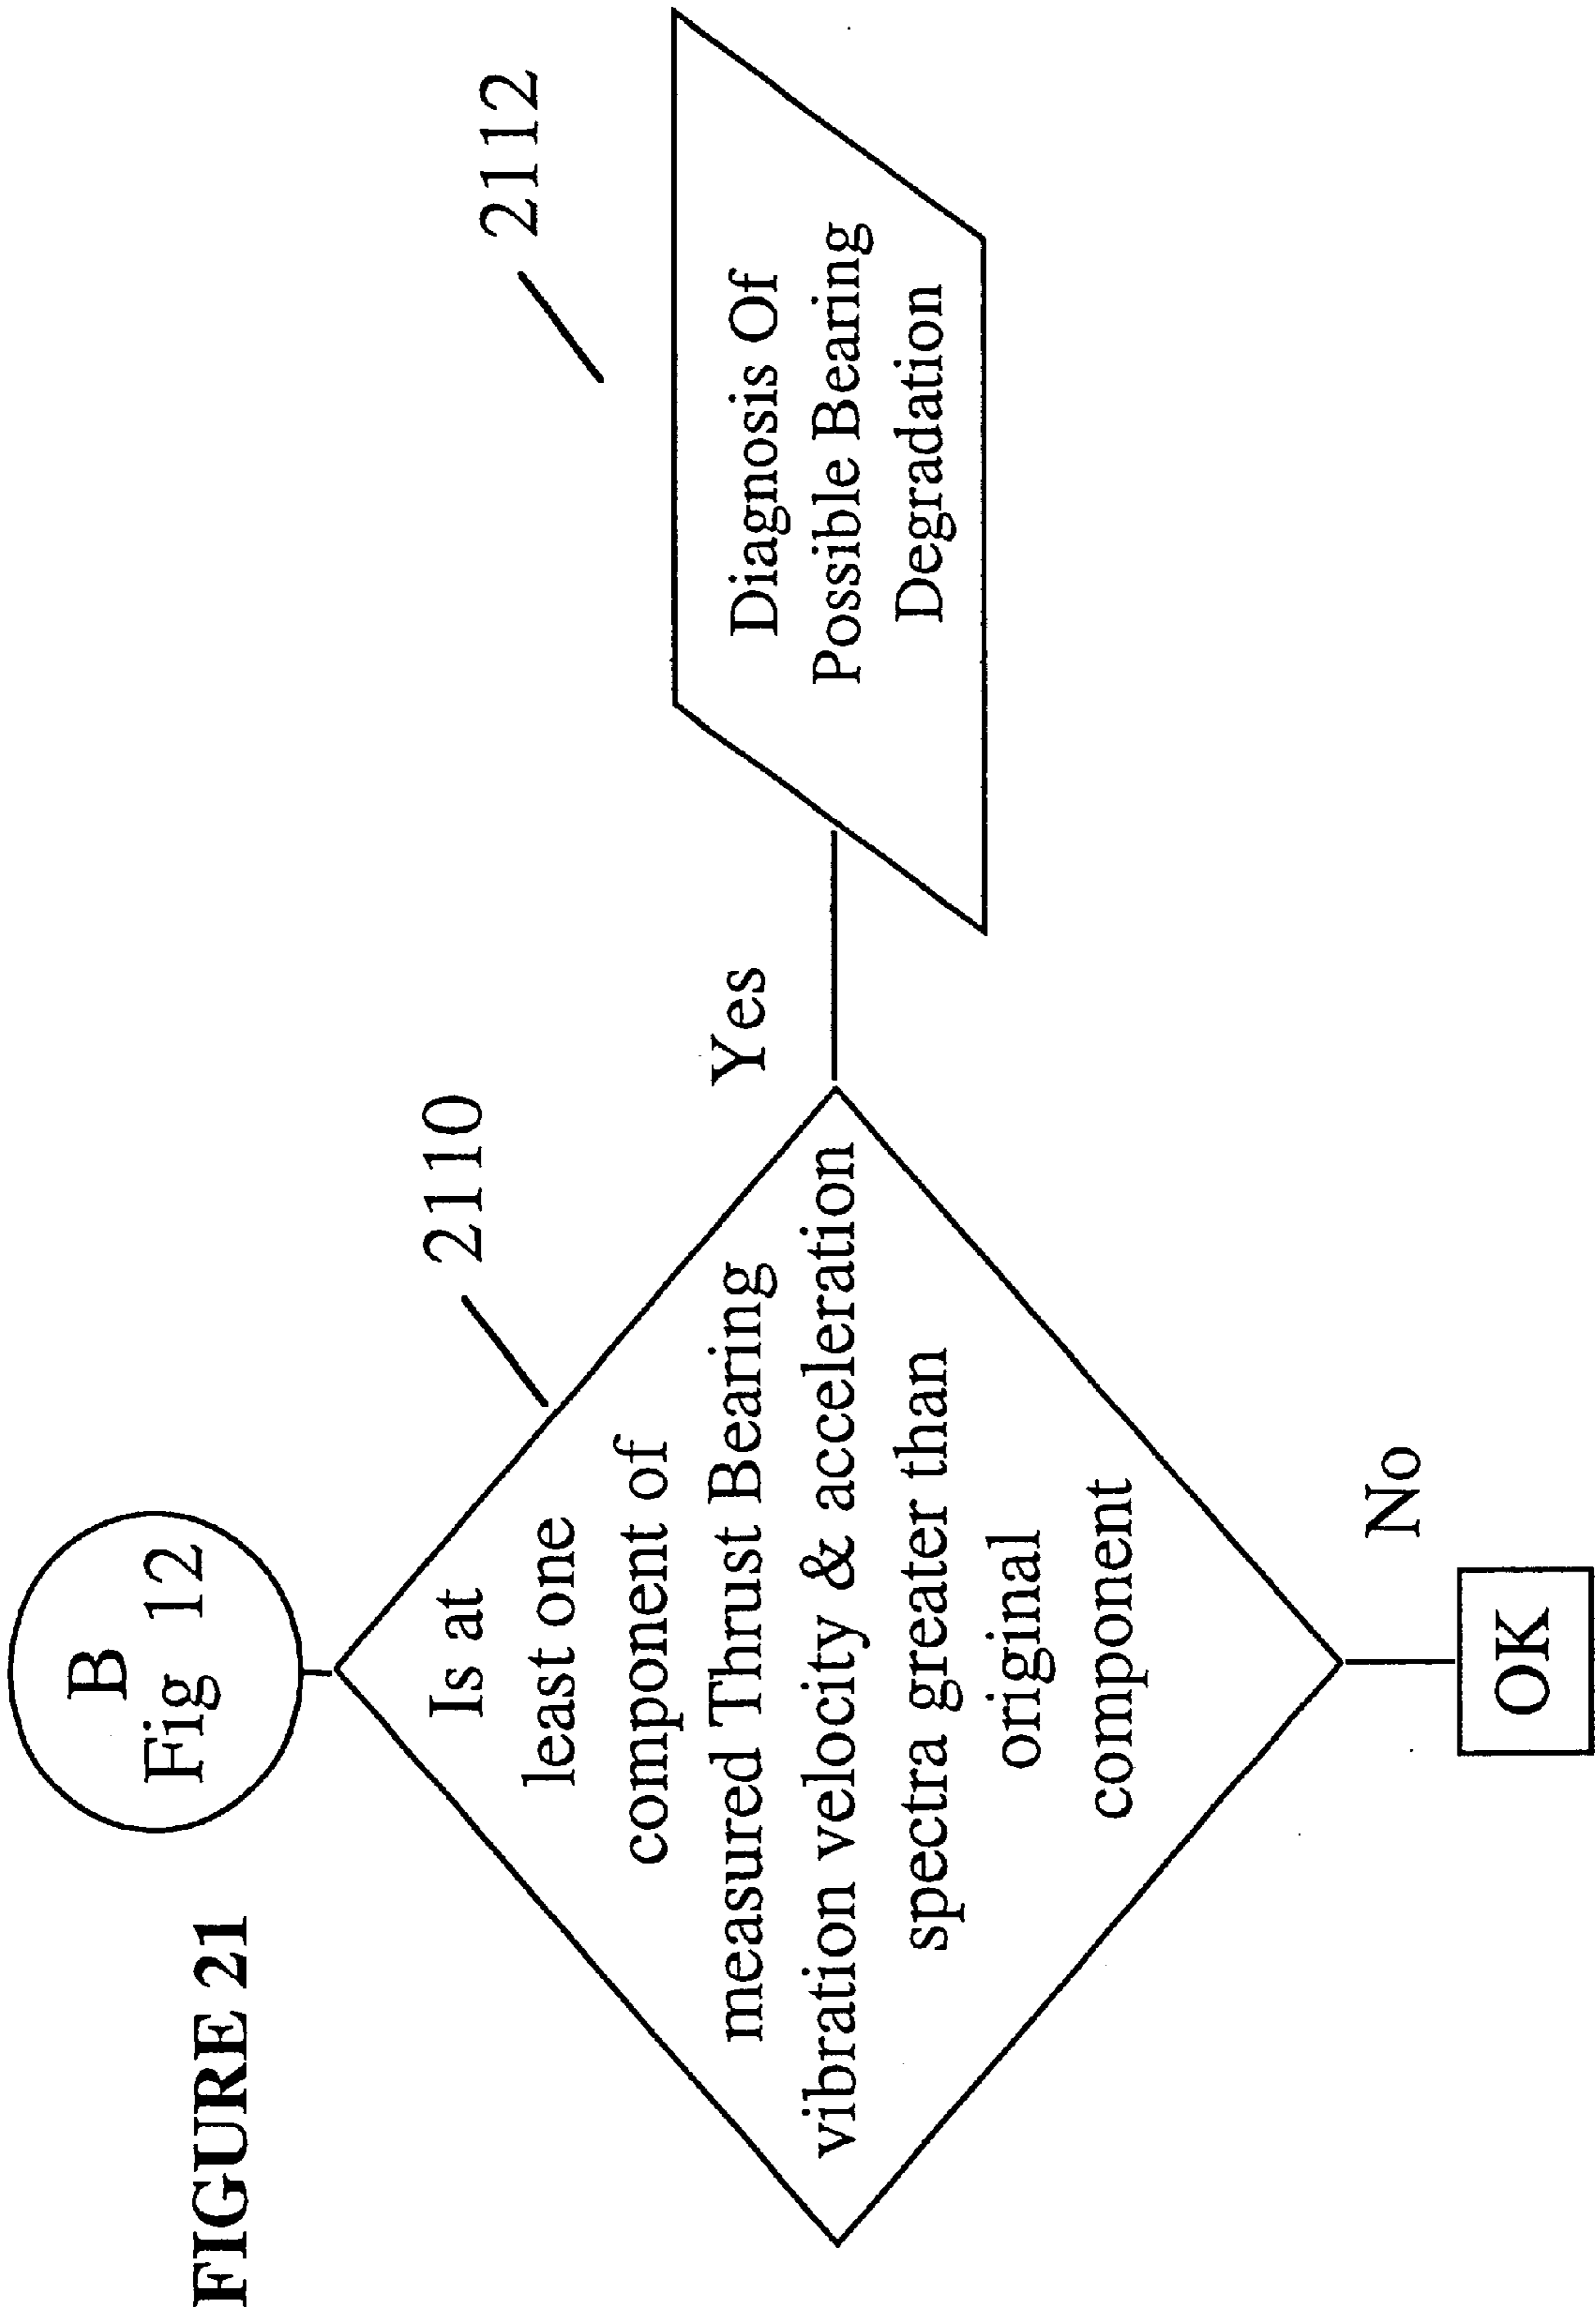 FIGURE 21
B
Fig 12
2110
Is at
least one
component of
measured Thrust Bearing
vibration velocity & acceleration
spectra greater than
original
component
Yes
2112
Diagnosis Of
Possible Bearing
Degradation
No
OK